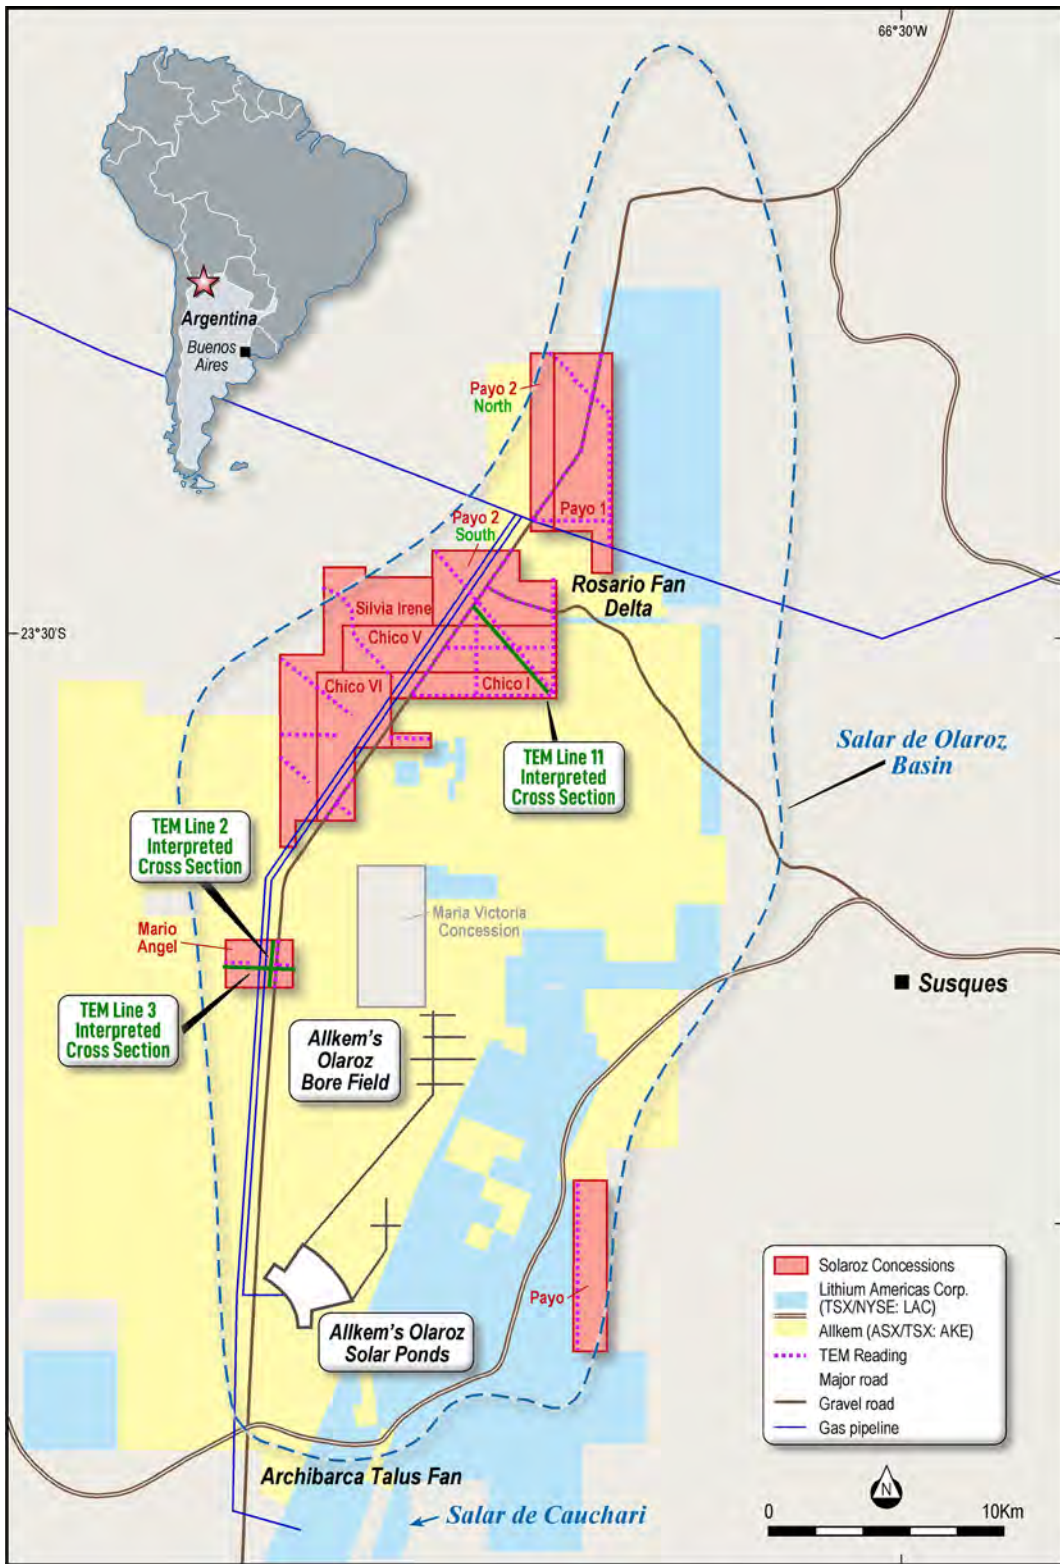 66°30'W
Argentina
Buenos
Aires
Payo 2
North
Payo 1
Payo 2
South
Rosario Fan
Delta
Silvia Irene
23°30'S
Chico V
Chico VI
Chico I
TEM Line 11
Interpreted
Cross Section
Salar de Olaroz
Basin
TEM Line 2
Interpreted
Cross Section
Maria Victoria
Concession
Mario
Angel
Susques
TEM Line 3
Interpreted
Cross Section
Allkem's
Olaroz
Bore Field
Payo
Allkem's Olaroz
Solar Ponds
Solaroz Concessions
Lithium Americas Corp.
(TSX/NYSE: LAC)
Allkem (ASX/TSX: AKE)
TEM Reading
Major road
Gravel road
Gas pipeline
Archibarca Talus Fan
Salar de Cauchari
N
0 10Km